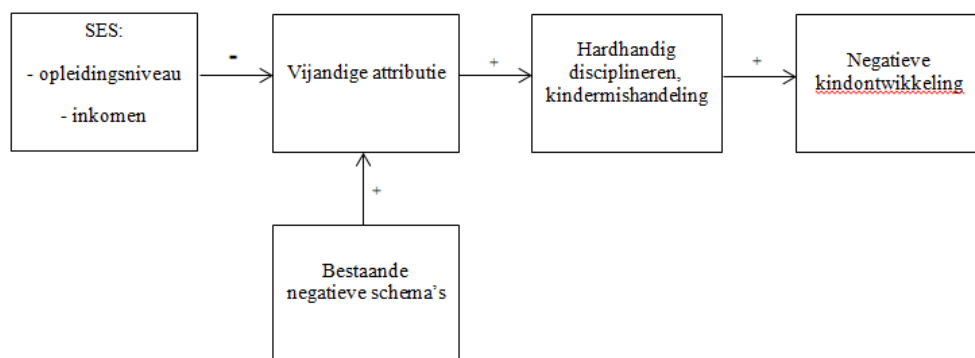 SES:
- opleidingsniveau
- inkomen
-
Vijandige attributie
+
Hardhandig
disciplineren,
kindermishandeling
+
Negatieve
kindontwikkeling
+
Bestaande
negatieve schema's